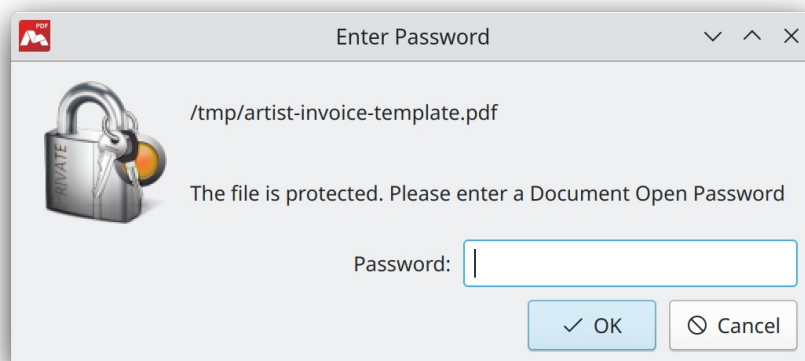 PDF
Enter Password
/tmp/artist-invoice-template.pdf
PRIVATE
The file is protected. Please enter a Document Open Password
Password:
OK
Cancel